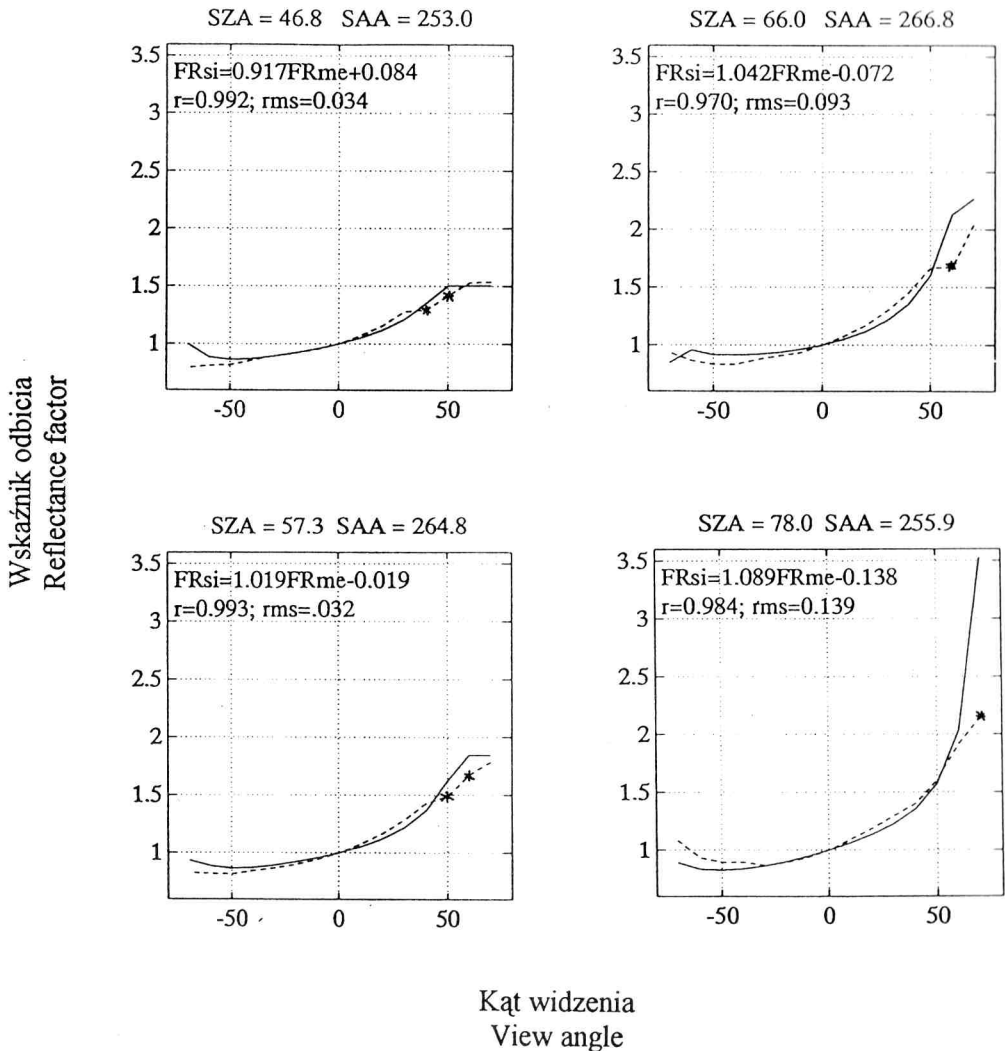 SZA = 46.8 SAA = 253.0
FRsi=0.917FRme+0.084
r=0.992; rms=0.034
3.5
3
2.5
2
1.5
1
-50 0 50
SZA = 66.0 SAA = 266.8
FRsi=1.042FRme-0.072
r=0.970; rms=0.093
3.5
3
2.5
2
1.5
1
-50 0 50
Wskaźnik odbicia
Reflectance factor
SZA = 57.3 SAA = 264.8
FRsi=1.019FRme-0.019
r=0.993; rms=.032
3.5
3
2.5
2
1.5
1
-50 0 50
SZA = 78.0 SAA = 255.9
FRsi=1.089FRme-0.138
r=0.984; rms=0.139
3.5
3
2.5
2
1.5
1
-50 0 50
Kąt widzenia
View angle